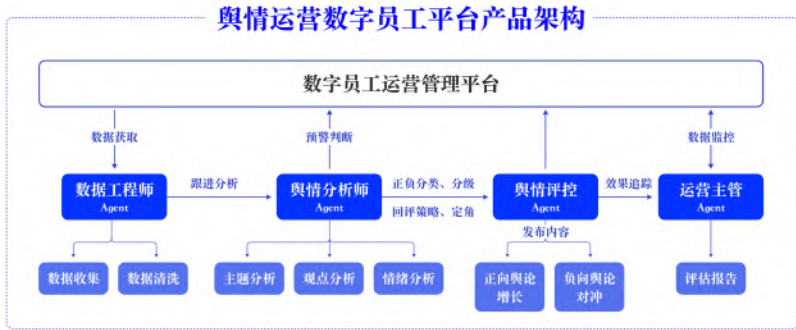 舆情运营数字员工平台产品架构
数字员工运营管理平台
数据获取
预警判断
数据监控
数据工程师
Agent
跟进分析
舆情分析师
Agent
正负分类、分级
回评策略、定角
舆情评控
Agent
效果追踪
运营主管
Agent
发布内容
数据收集
数据清洗
主题分析
观点分析
情绪分析
正向舆论
增长
负向舆论
对冲
评估报告